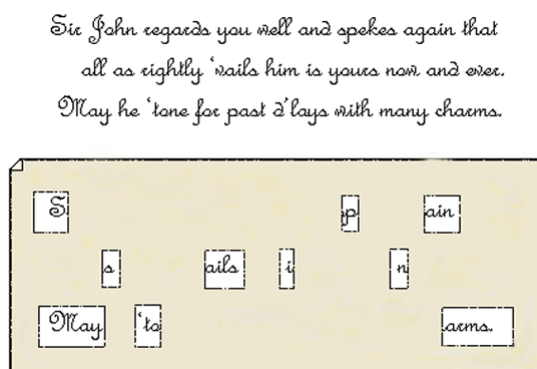 Sir John regards you well and spekes again that
all as rightly 'vails him is yours now and ever.
May he 'tone for past d'lays with many charms.
S p ain
s ails i n
May 'to arms.